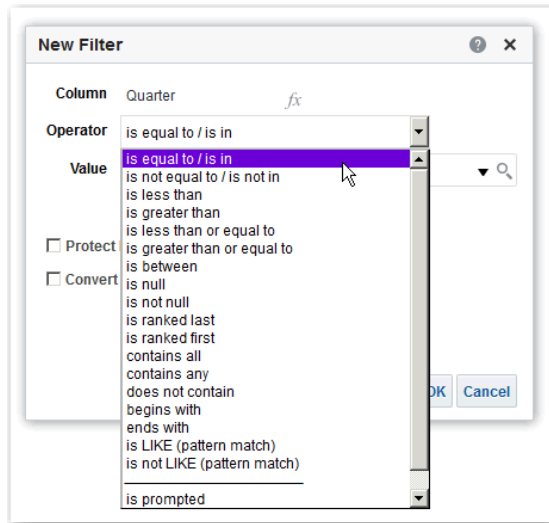 New Filter
Column Quarter fx
Operator is equal to / is in
Value
is equal to / is in
is not equal to / is not in
is less than
is greater than
is less than or equal to
is greater than or equal to
is between
is null
is not null
is ranked last
is ranked first
contains all
contains any
does not contain
begins with
ends with
is LIKE (pattern match)
is not LIKE (pattern match)
is prompted
Protect
Convert
Cancel